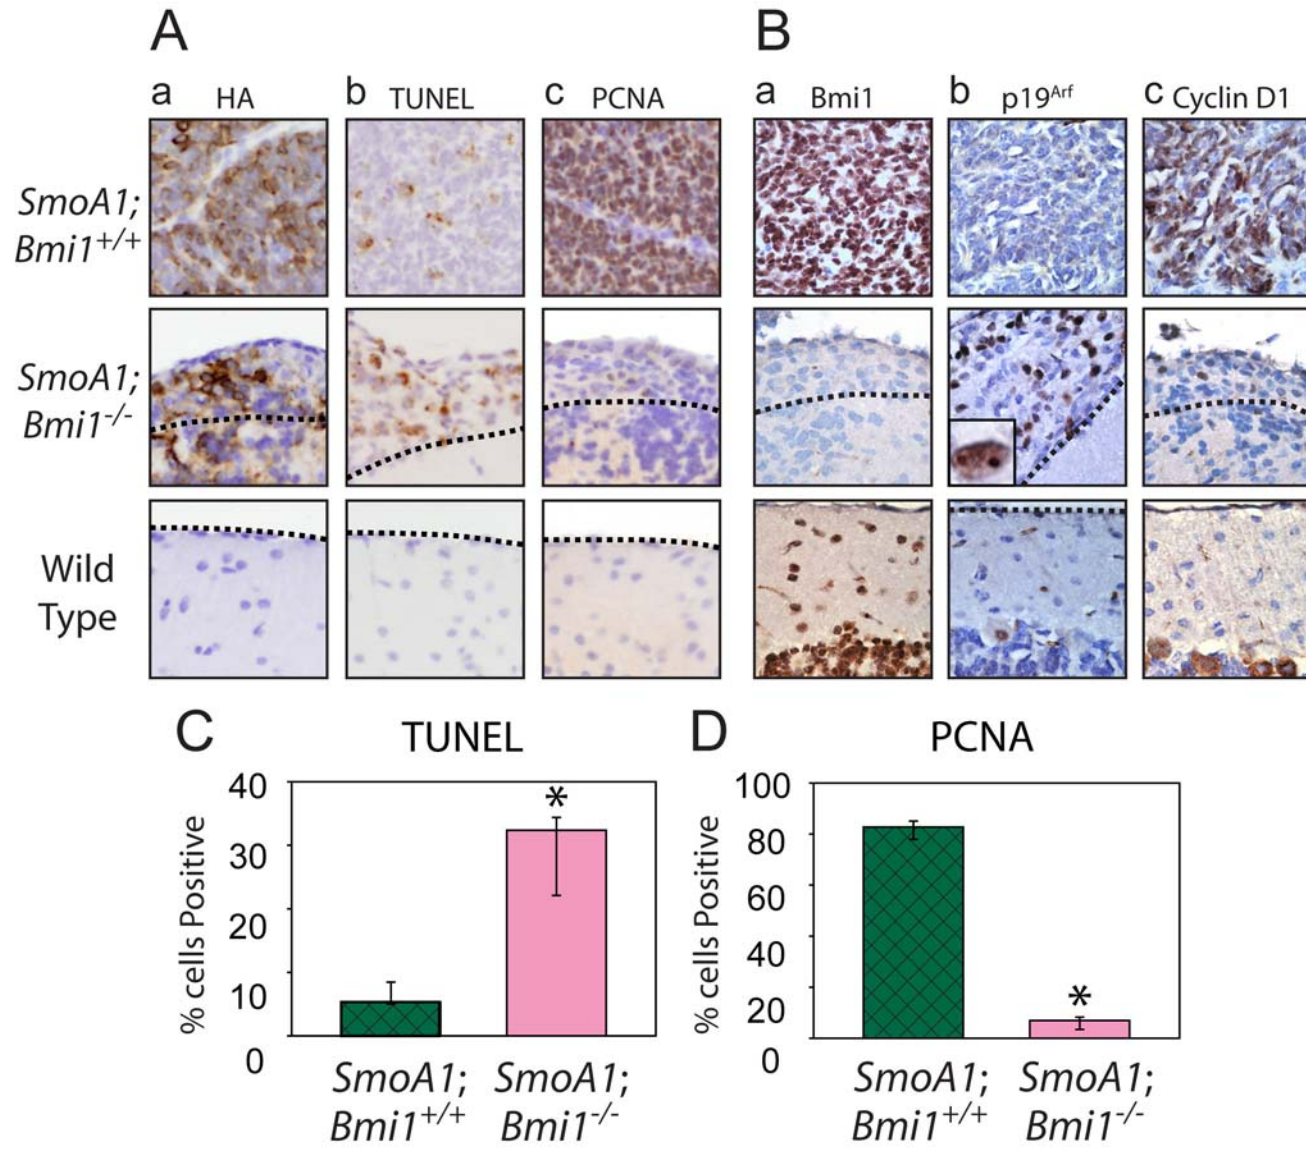 A
B
a HA
b TUNEL
c PCNA
a Bmi1
b p19Arf
c Cyclin D1
SmoA1;
Bmi1+/+
SmoA1;
Bmi1-/-
Wild
Type
C TUNEL
D PCNA
% cells Positive
40
30
20
10
0
*
SmoA1;
Bmi1+/+
SmoA1;
Bmi1-/-
% cells Positive
100
80
60
40
20
0
*
SmoA1;
Bmi1+/+
SmoA1;
Bmi1-/-